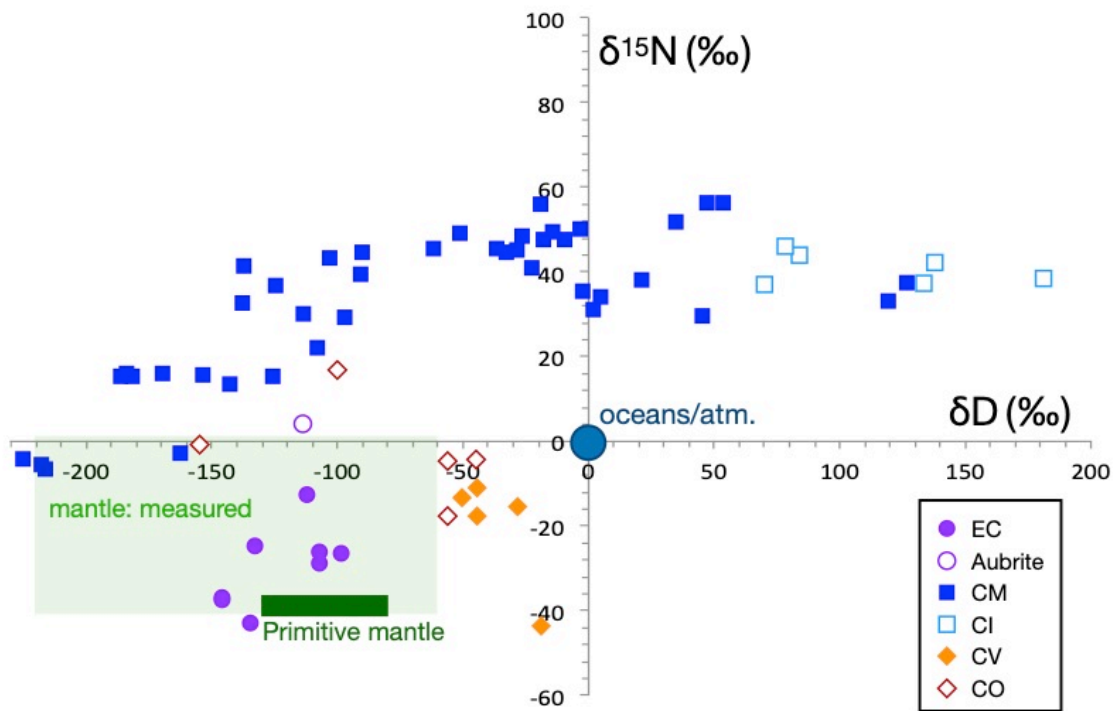 100
δ¹⁵N (‰)
80
60
40
20
oceans/atm.
δD (‰)
0
-200
-150
-100
-50
0
50
100
150
200
mantle: measured
-20
-40
Primitive mantle
-60
EC
Aubrite
CM
CI
CV
CO